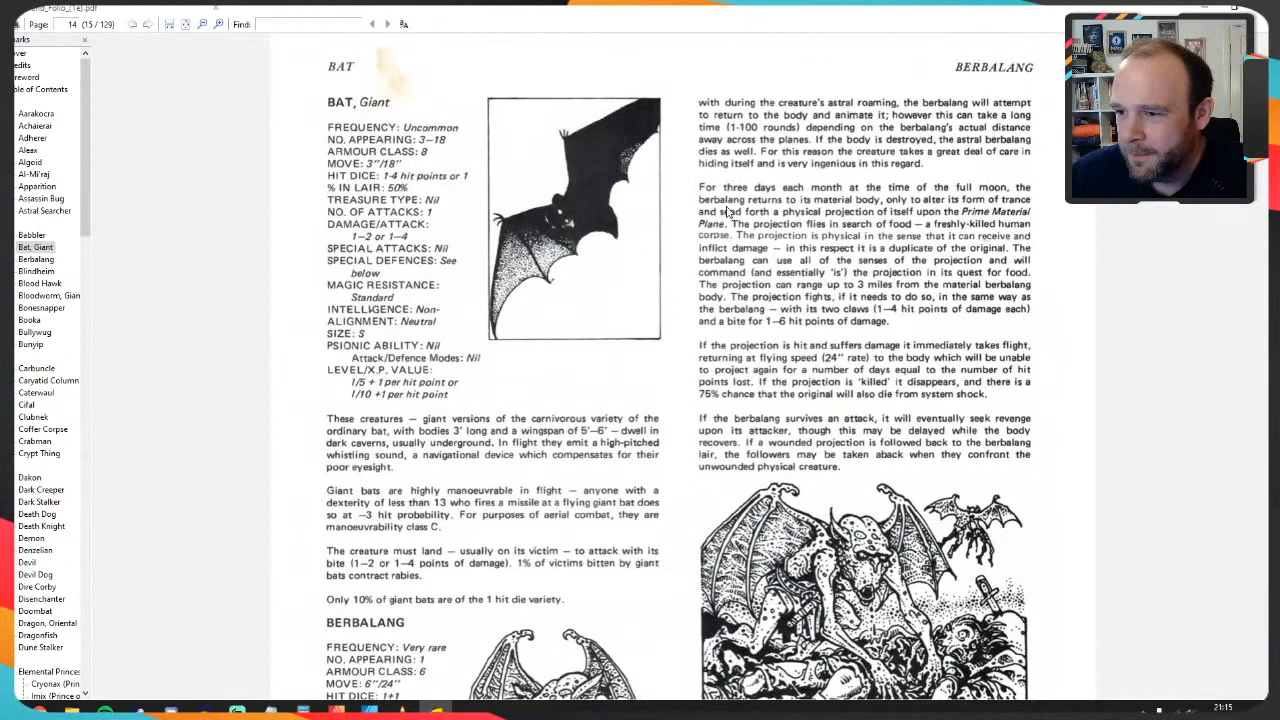 end_Folio_(1e).pdf
Page: 14 (15 / 129) Find:
arks
over
edits
reword
ble of Contents
Aarakocra
Achaierai
Adherer
Aleax
Algoid
Al-Mi'raj
Apparition
Assassin Bug
Astral Searcher
Babbler
Bat, Giant
Berbalang
Blindheim
Blood Hawk
Bloodworm, Gian
Bonesnapper
Booka
Bullywug
Bunyip
Carbuncle
Caryatid Column
Caterwaul
Cifal
Clubnek
Coffer Corpse
Crabman
Crypt Thing
Dakon
Dark Creeper
Dark Stalker
Death Dog
Death Knight
Demon
Denzelian
Devil
Devil Dog
Dire Corby
Disenchanter
Doombat
Dragon, Oriental
Dragonfish
Dune Stalker
Elemental Princes
Cryonax (Prin
Imix (Prince o
BAT
BERBALANG
BAT, Giant
FREQUENCY: Uncommon
NO. APPEARING: 3–18
ARMOUR CLASS: 8
MOVE: 3"/18"
HIT DICE: 1-4 hit points or 1
% IN LAIR: 50%
TREASURE TYPE: Nil
NO. OF ATTACKS: 1
DAMAGE/ATTACK:
1–2 or 1–4
SPECIAL ATTACKS: Nil
SPECIAL DEFENCES: See
below
MAGIC RESISTANCE:
Standard
INTELLIGENCE: Non-
ALIGNMENT: Neutral
SIZE: S
PSIONIC ABILITY: Nil
Attack/Defence Modes: Nil
LEVEL/X.P. VALUE:
I/5 + 1 per hit point or
I/10 +1 per hit point
These creatures – giant versions of the carnivorous variety of the
ordinary bat, with bodies 3' long and a wingspan of 5'–6' – dwell in
dark caverns, usually underground. In flight they emit a high-pitched
whistling sound, a navigational device which compensates for their
poor eyesight.
Giant bats are highly manoeuvrable in flight – anyone with a
dexterity of less than 13 who fires a missile at a flying giant bat does
so at –3 hit probability. For purposes of aerial combat, they are
manoeuvrability class C.
The creature must land – usually on its victim – to attack with its
bite (1–2 or 1–4 points of damage). 1% of victims bitten by giant
bats contract rabies.
Only 10% of giant bats are of the 1 hit die variety.
BERBALANG
FREQUENCY: Very rare
NO. APPEARING: 1
ARMOUR CLASS: 6
MOVE: 6"/24"
HIT DICE: 1+1
with during the creature's astral roaming, the berbalang will attempt
to return to the body and animate it; however this can take a long
time (1-100 rounds) depending on the berbalang's actual distance
away across the planes. If the body is destroyed, the astral berbalang
dies as well. For this reason the creature takes a great deal of care in
hiding itself and is very ingenious in this regard.
For three days each month at the time of the full moon, the
berbalang returns to its material body, only to alter its form of trance
and send forth a physical projection of itself upon the Prime Material
Plane. The projection flies in search of food – a freshly-killed human
corpse. The projection is physical in the sense that it can receive and
inflict damage – in this respect it is a duplicate of the original. The
berbalang can use all of the senses of the projection and will
command (and essentially 'is') the projection in its quest for food.
The projection can range up to 3 miles from the material berbalang
body. The projection fights, if it needs to do so, in the same way as
the berbalang – with its two claws (1–4 hit points of damage each)
and a bite for 1–6 hit points of damage.
If the projection is hit and suffers damage it immediately takes flight,
returning at flying speed (24" rate) to the body which will be unable
to project again for a number of days equal to the number of hit
points lost. If the projection is 'killed' it disappears, and there is a
75% chance that the original will also die from system shock.
If the berbalang survives an attack, it will eventually seek revenge
upon its attacker, though this may be delayed while the body
recovers. If a wounded projection is followed back to the berbalang
lair, the followers may be taken aback when they confront the
unwounded physical creature.
21:15